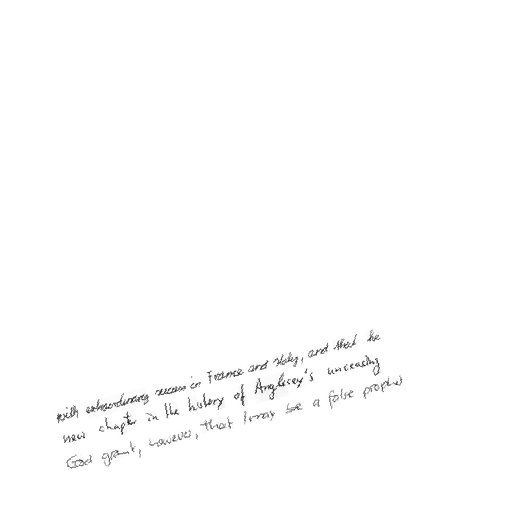 with extraordinary success in France and Italy, and that he
new chapter in the history of Anglesey's unceasing
God grant, however, that I may be a false prophet